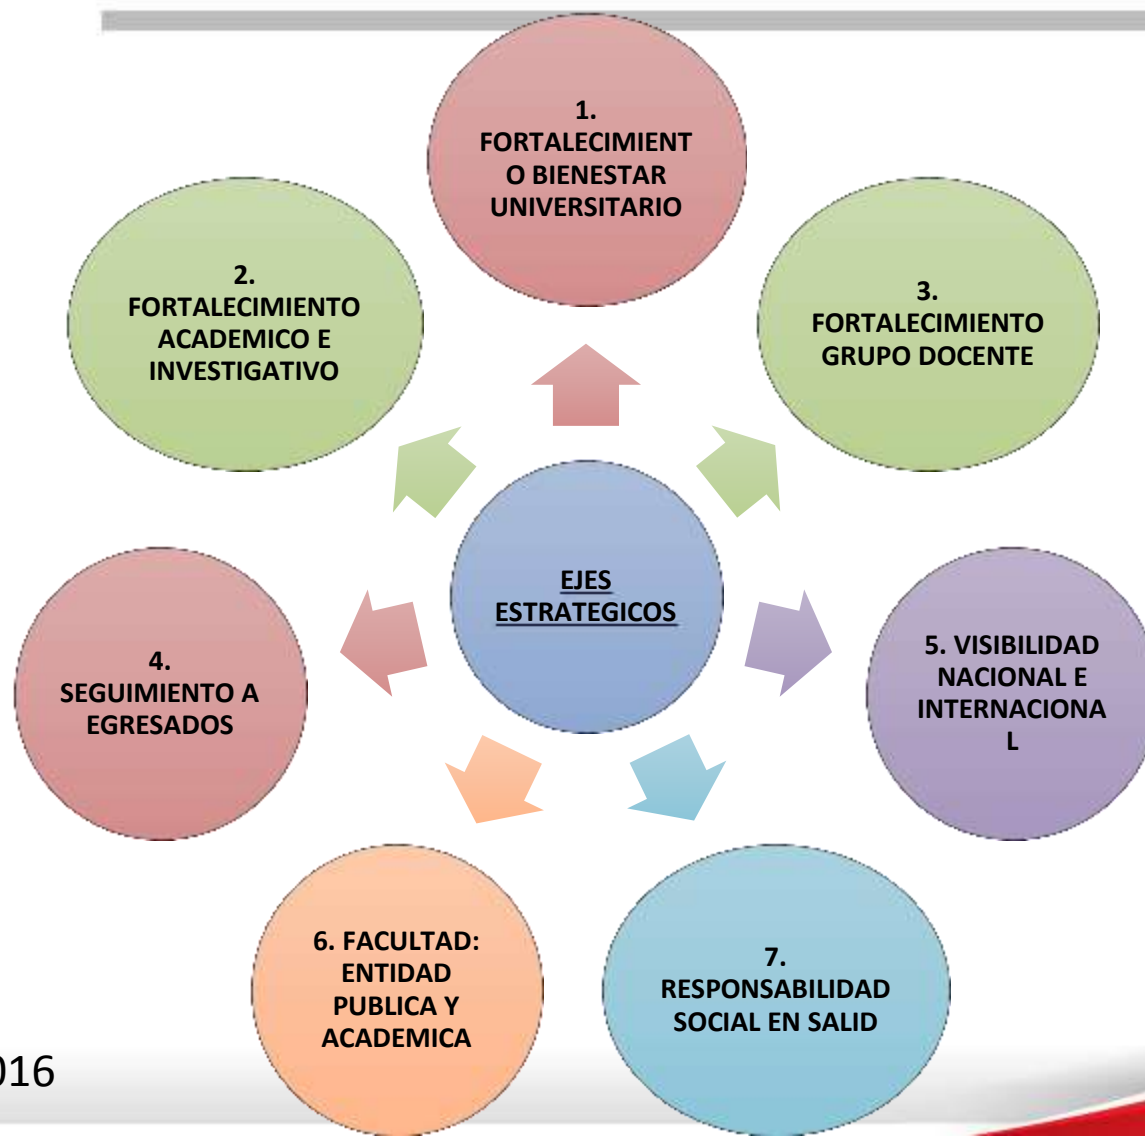 1.
FORTALECIMIENT
O BIENESTAR
UNIVERSITARIO
2.
FORTALECIMIENTO
ACADEMICO E
INVESTIGATIVO
3.
FORTALECIMIENTO
GRUPO DOCENTE
EJES
ESTRATEGICOS
4.
SEGUIMIENTO A
EGRESADOS
5. VISIBILIDAD
NACIONAL E
INTERNACIONA
L
6. FACULTAD:
ENTIDAD
PUBLICA Y
ACADEMICA
7.
RESPONSABILIDAD
SOCIAL EN SALID
016